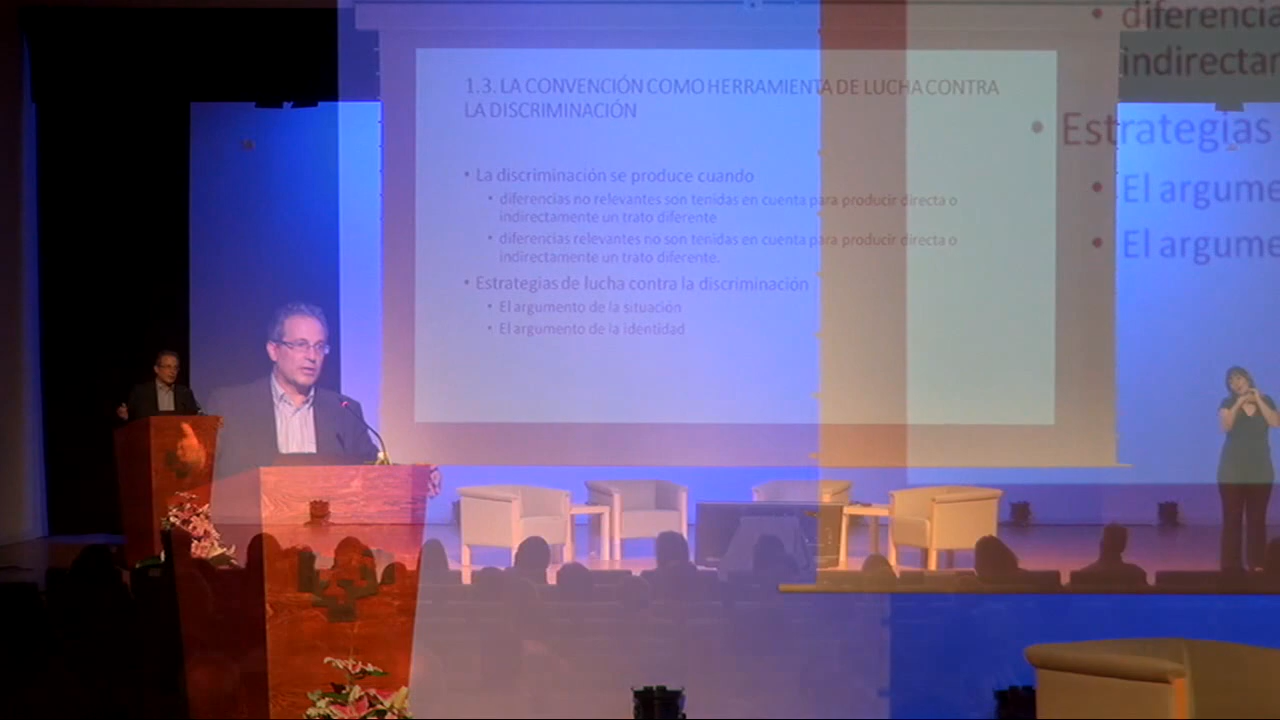 1.3. LA CONVENCIÓN COMO HERRAMIENTA DE LUCHA CONTRA
LA DISCRIMINACIÓN
• La discriminación se produce cuando
• diferencias no relevantes son tenidas en cuenta para producir directa o
indirectamente un trato diferente
• diferencias relevantes no son tenidas en cuenta para producir directa o
indirectamente un trato diferente.
• Estrategias de lucha contra la discriminación
• El argumento de la situación
• El argumento de la identidad
• diferencia
indirectar
• Estrategias
• El argume
• El argume